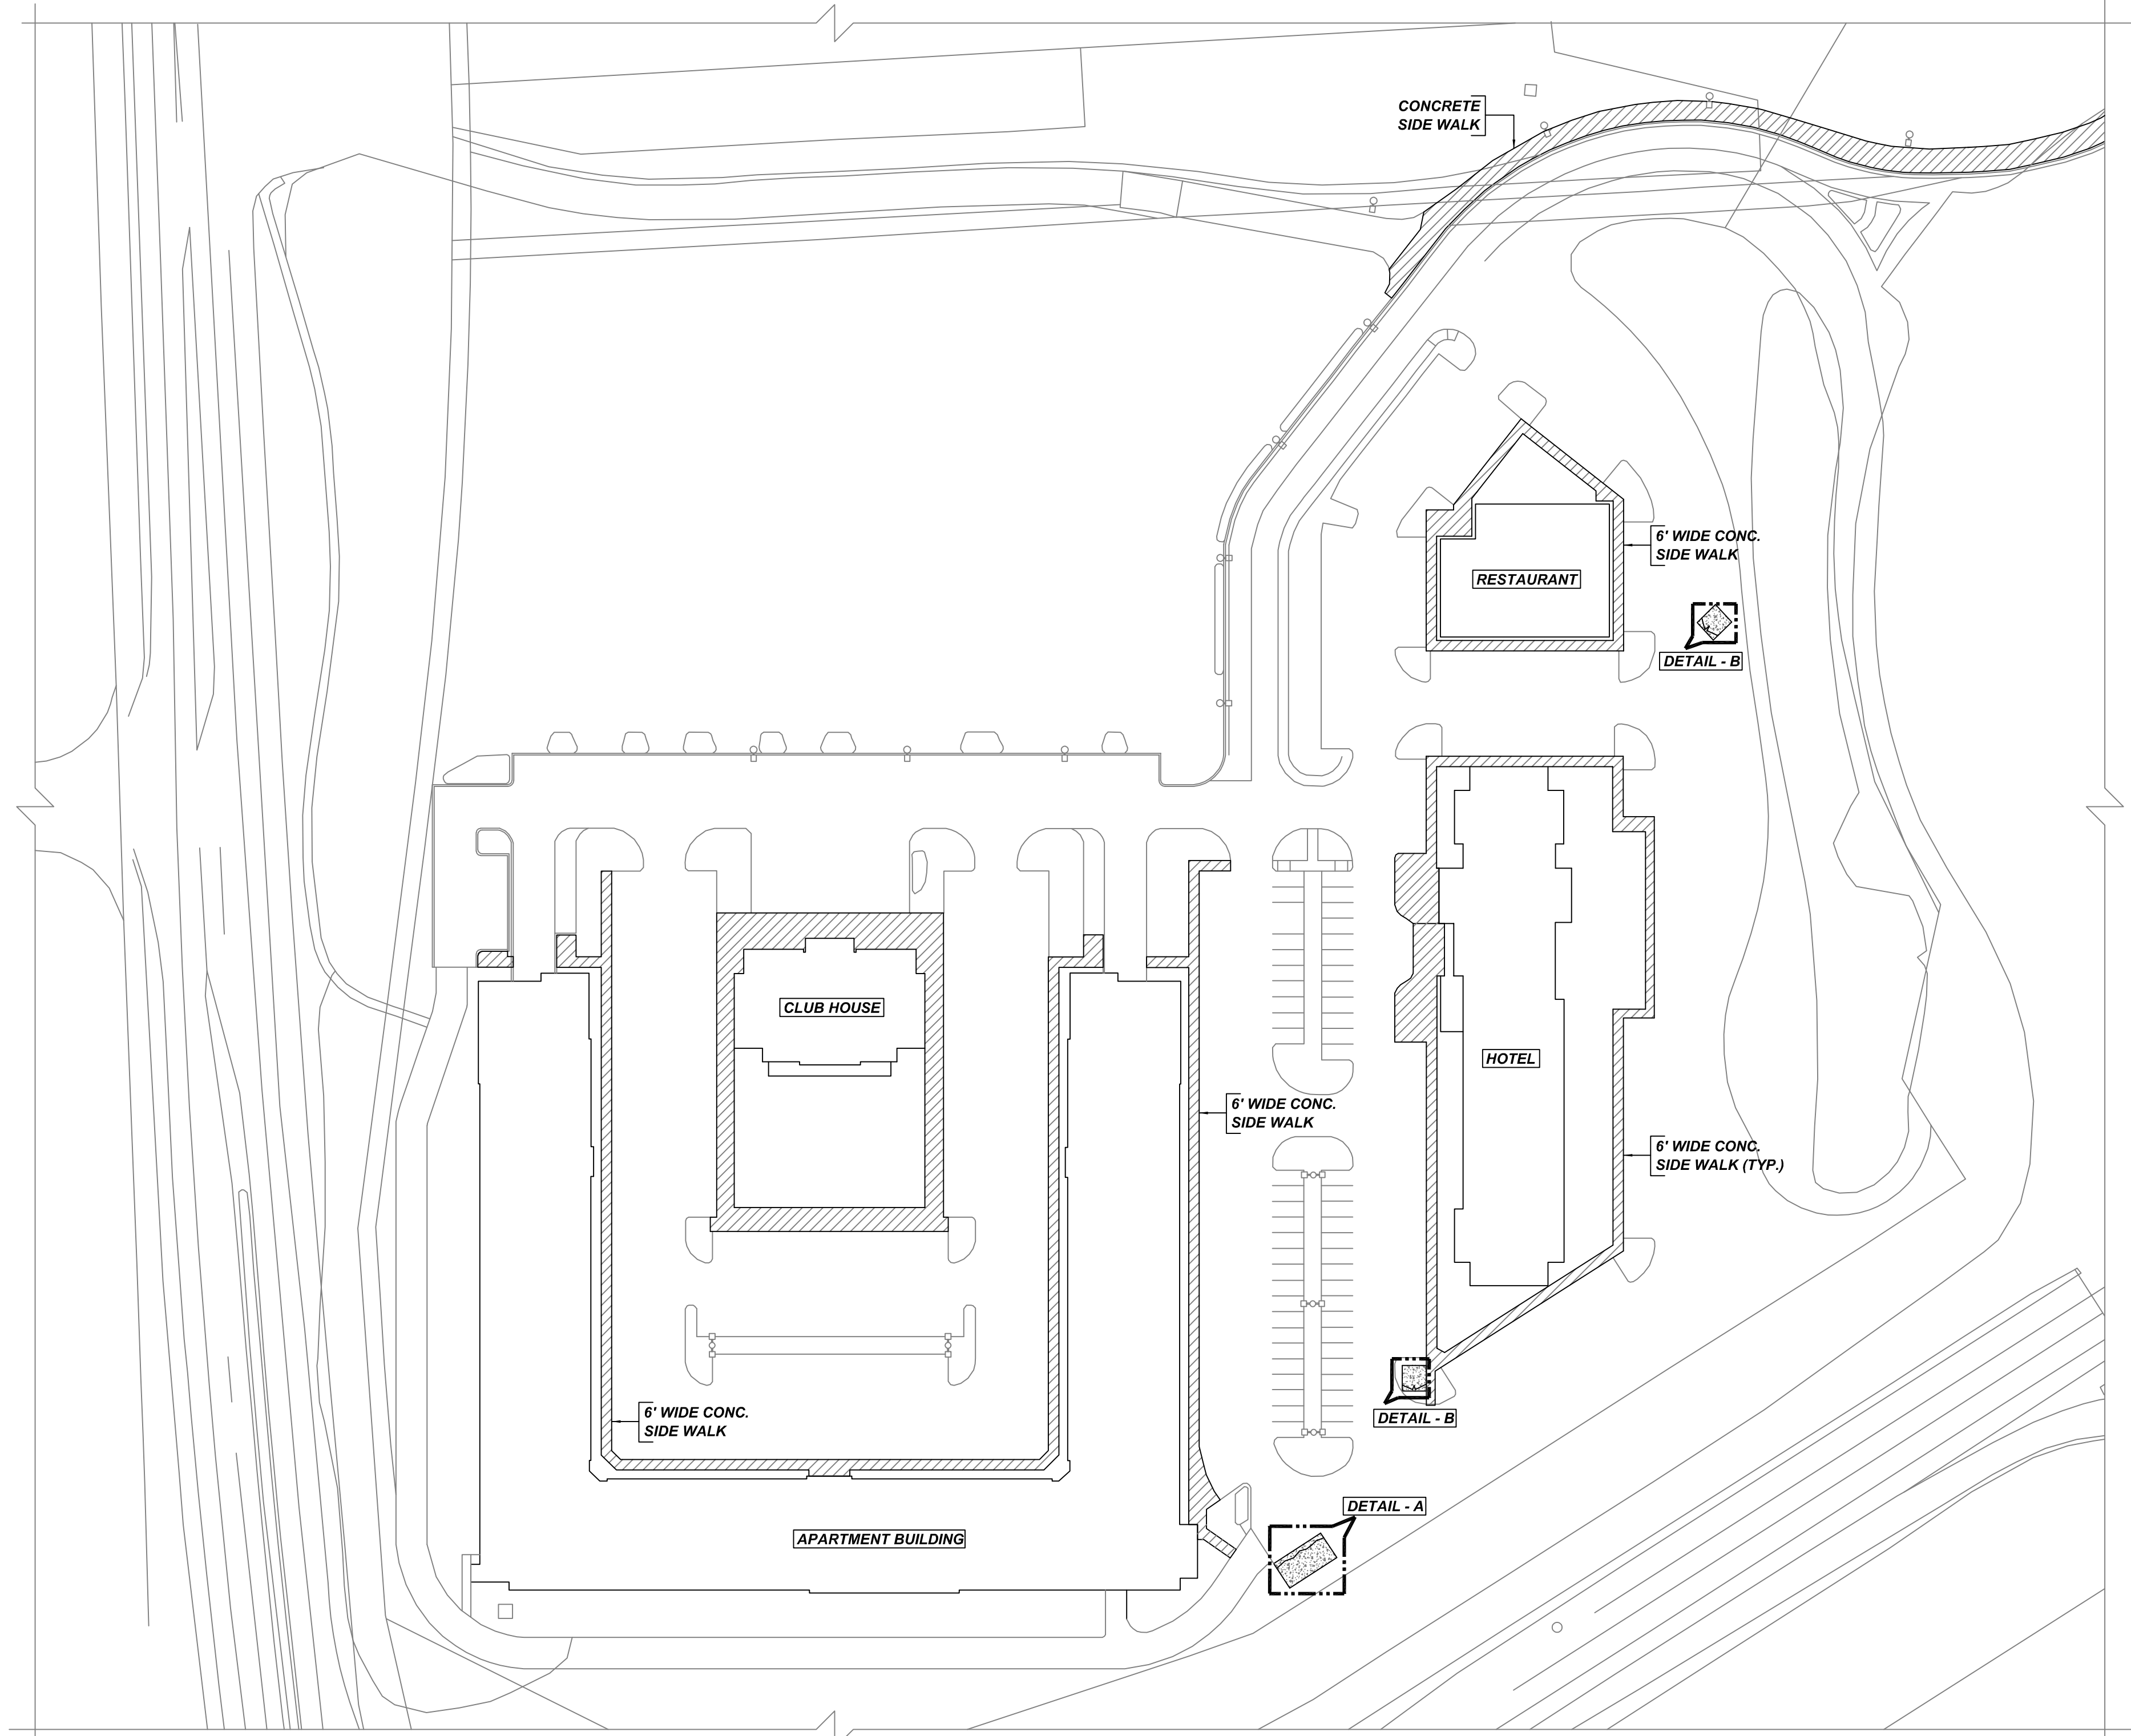 CONCRETE
SIDE WALK
6' WIDE CONC.
SIDE WALK
RESTAURANT
DETAIL - B
CLUB HOUSE
HOTEL
6' WIDE CONC.
SIDE WALK
6' WIDE CONC.
SIDE WALK (TYP.)
6' WIDE CONC.
SIDE WALK
DETAIL - B
DETAIL - A
APARTMENT BUILDING